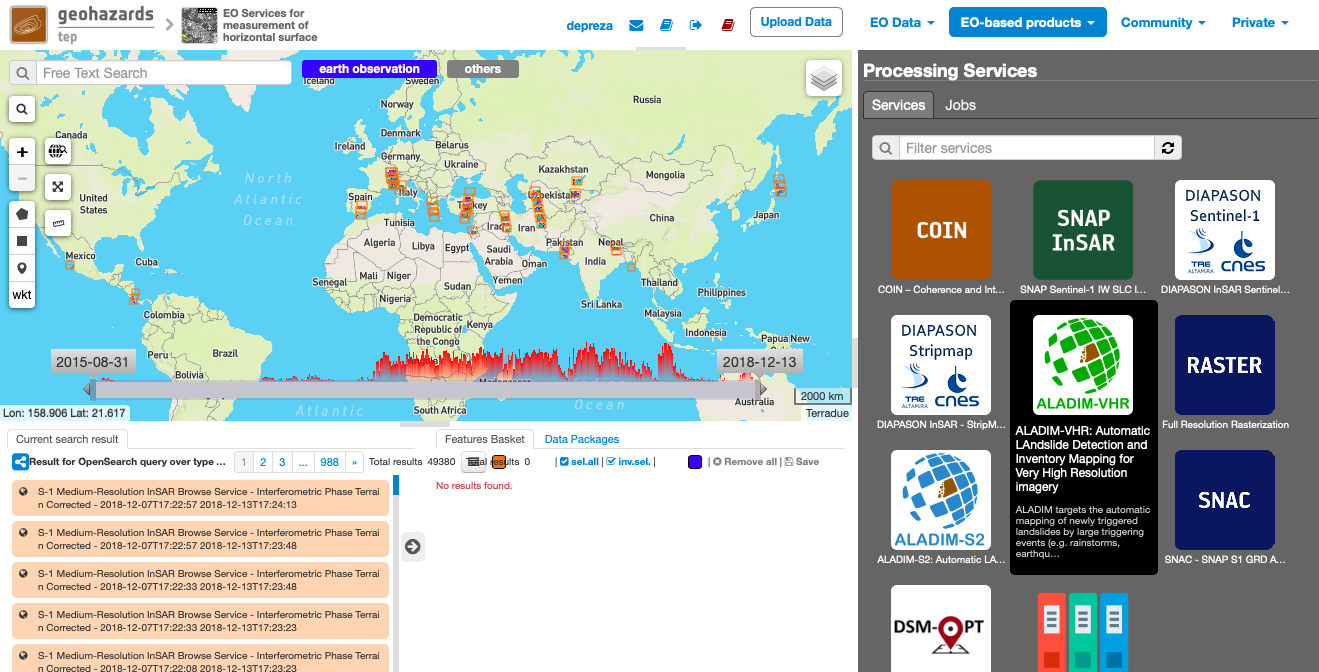 geohazards
tep
EO Services for
measurement of
horizontal surface
depreza
Upload Data
EO Data
EO-based products
Community
Private
Free Text Search
earth observation
others
Iceland
Sweden
Russia
Norway
Canada
Denmark
Ireland
Belarus
Germany
Ukraine
Kazakhstan
Mongolia
North
Atlantic
Ocean
United
States
Spain
Italy
Turkey
Uzbekistan
China
Japan
Tunisia
Iraq
Iran
Algeria
Libya
Egypt
Saudi
Arabia
Pakistan
Nepal
Mexico
Cuba
Oman
India
Mali
Niger
Senegal
Sudan
Yemen
Thailand
Philippines
Nigeria
Sri Lanka
Malaysia
Colombia
Democratic
Republic of
the Congo
Kenya
Indonesia
Papua New
Peru
Brazil
Bolivia
Madagascar
wkt
2015-08-31
2018-12-13
2000 km
Australia
Atlantic
South Africa
Ocean
Lon: 158.906 Lat: 21.617
Terradue
Current search result
Result for OpenSearch query over type ...
1 2 3 ... 988 »
Total results 49380
S-1 Medium-Resolution InSAR Browse Service - Interferometric Phase Terrai
n Corrected - 2018-12-07T17:22:57 2018-12-13T17:24:13
S-1 Medium-Resolution InSAR Browse Service - Interferometric Phase Terrai
n Corrected - 2018-12-07T17:22:57 2018-12-13T17:23:48
S-1 Medium-Resolution InSAR Browse Service - Interferometric Phase Terrai
n Corrected - 2018-12-07T17:22:33 2018-12-13T17:23:48
S-1 Medium-Resolution InSAR Browse Service - Interferometric Phase Terrai
n Corrected - 2018-12-07T17:22:33 2018-12-13T17:23:23
S-1 Medium-Resolution InSAR Browse Service - Interferometric Phase Terrai
n Corrected - 2018-12-07T17:22:08 2018-12-13T17:23:23
Features Basket
Data Packages
Total results 0
| sel.all | inv.sel. |
| Remove all | Save
No results found.
Processing Services
Services
Jobs
Filter services
COIN
COIN – Coherence and Int...
SNAP
InSAR
SNAP Sentinel-1 IW SLC I...
DIAPASON
Sentinel-1
TRE
ALTAMIRA
cnes
DIAPASON InSAR Sentinel...
DIAPASON
Stripmap
TRE
ALTAMIRA
cnes
DIAPASON InSAR - StripM...
ALADIM-VHR
ALADIM-VHR: Automatic
LAndslide Detection and
Inventory Mapping for
Very High Resolution
imagery
ALADIM targets the automatic
mapping of newly triggered
landslides by large triggering
events (e.g. rainstorms,
earthqu...
RASTER
Full Resolution Rasterization
ALADIM-S2
ALADIM-S2: Automatic LA...
SNAC
SNAC - SNAP S1 GRD A...
DSM-OPT